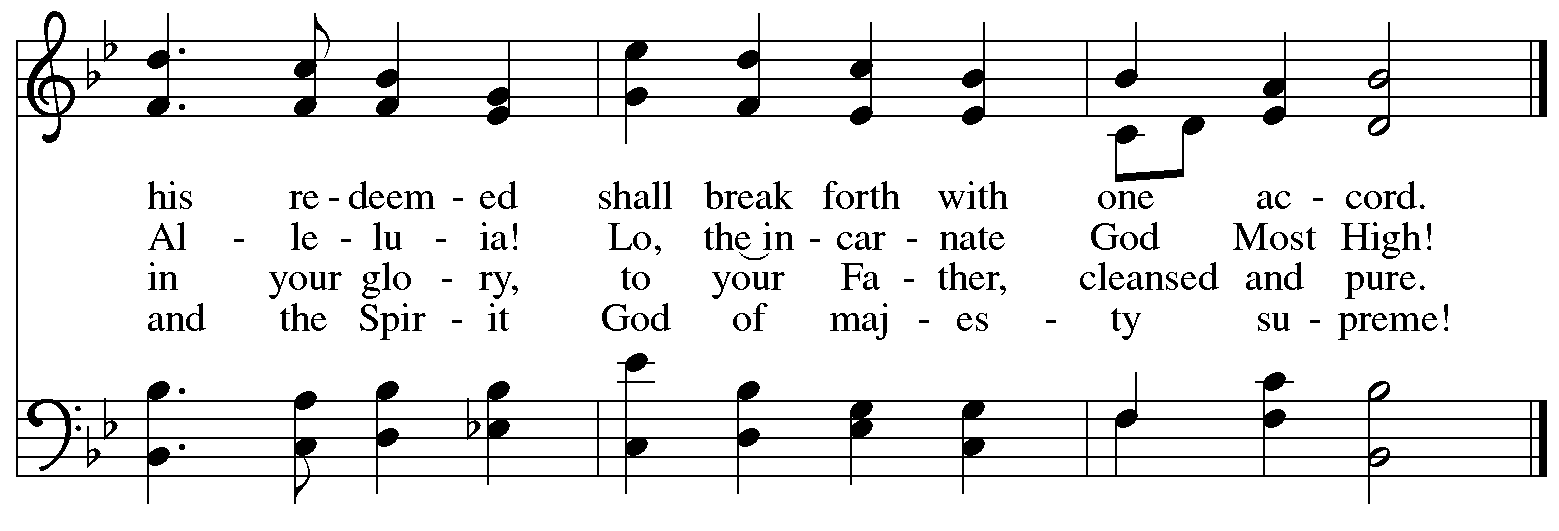 his re - deem - ed shall break forth with one ac - cord.
Al - le - lu - ia! Lo, the in - car - nate God Most High!
in your glo - ry, to your Fa - ther, cleansed and pure.
and the Spir - it God of maj - es - ty su - preme!